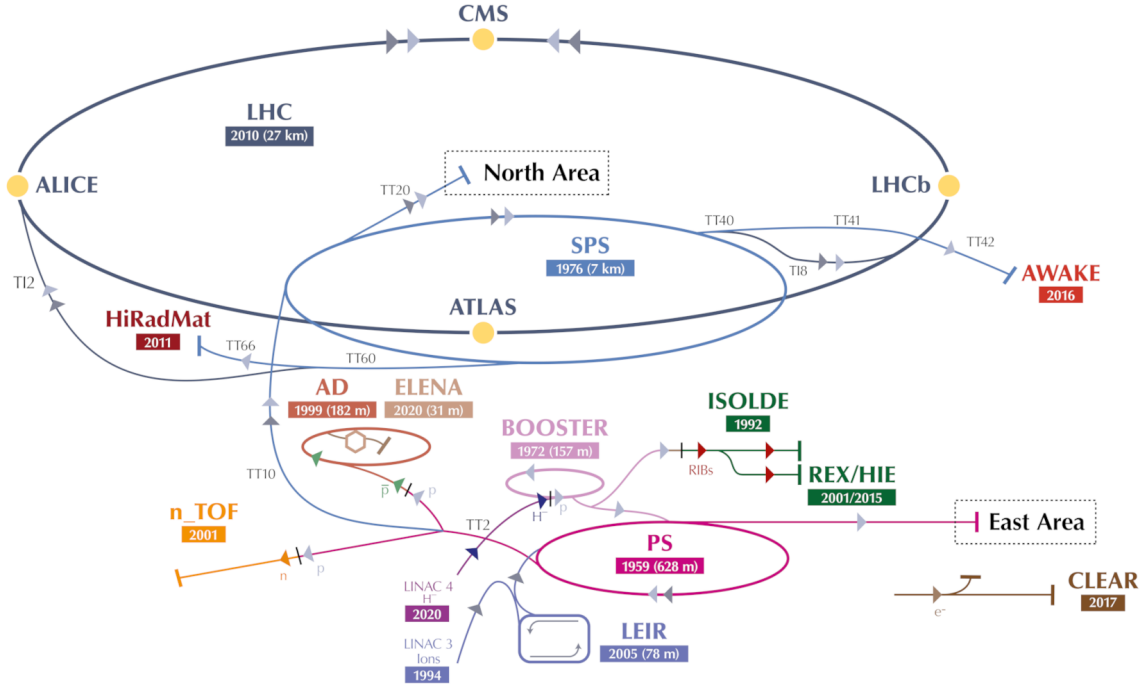 CMS
LHC
2010 (27 km)
North Area
TT20
ALICE
LHCb
TT40
TT41
TT42
SPS
1976 (7 km)
TI8
AWAKE
2016
TI2
ATLAS
HiRadMat
2011
TT66
TT60
AD
1999 (182 m)
ELENA
2020 (31 m)
ISOLDE
1992
BOOSTER
1972 (157 m)
RIBs
REX/HIE
2001/2015
TT10
p̅
p
H⁻
p
n_TOF
2001
TT2
East Area
PS
1959 (628 m)
n
p
LINAC 4
H⁻
2020
CLEAR
2017
e⁻
LEIR
2005 (78 m)
LINAC 3
Ions
1994